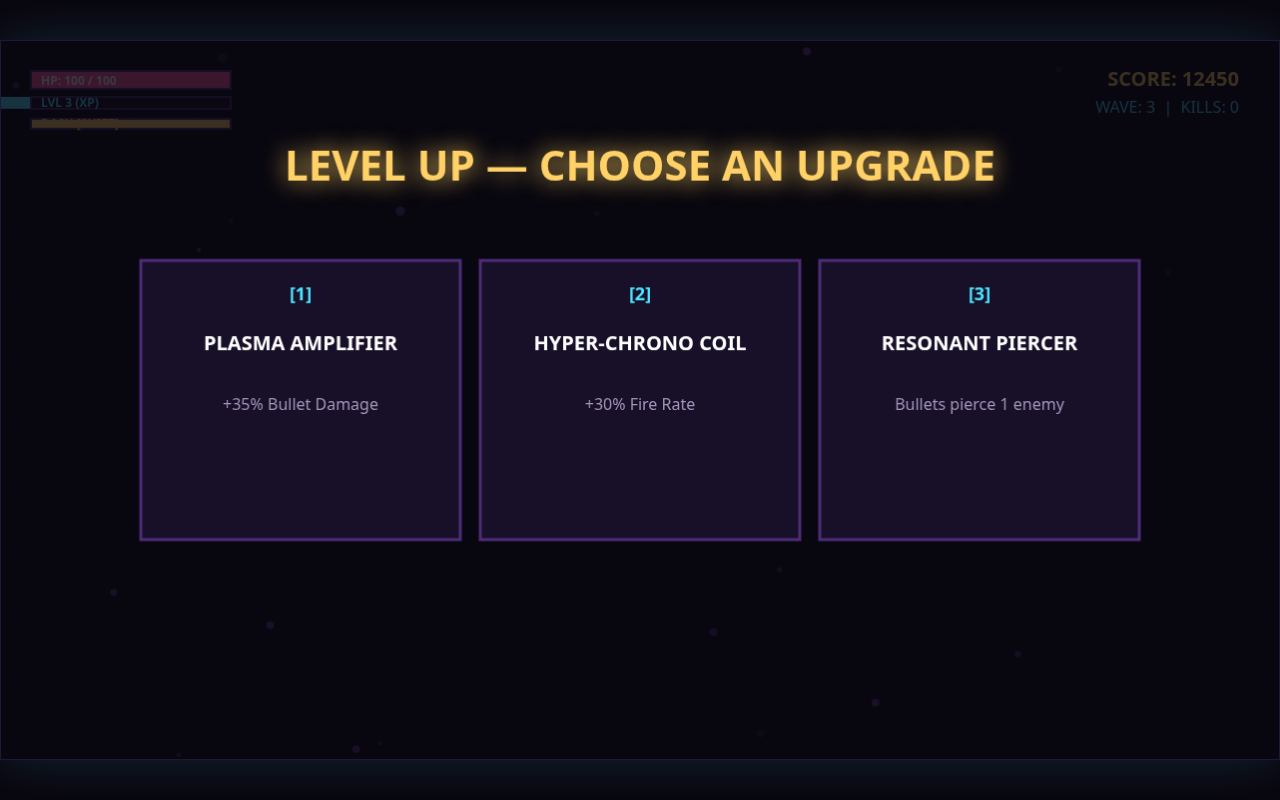 HP: 100 / 100
LVL 3 (XP)
SCORE: 12450
WAVE: 3 | KILLS: 0
LEVEL UP — CHOOSE AN UPGRADE
[1]
PLASMA AMPLIFIER
+35% Bullet Damage
[2]
HYPER-CHRONO COIL
+30% Fire Rate
[3]
RESONANT PIERCER
Bullets pierce 1 enemy